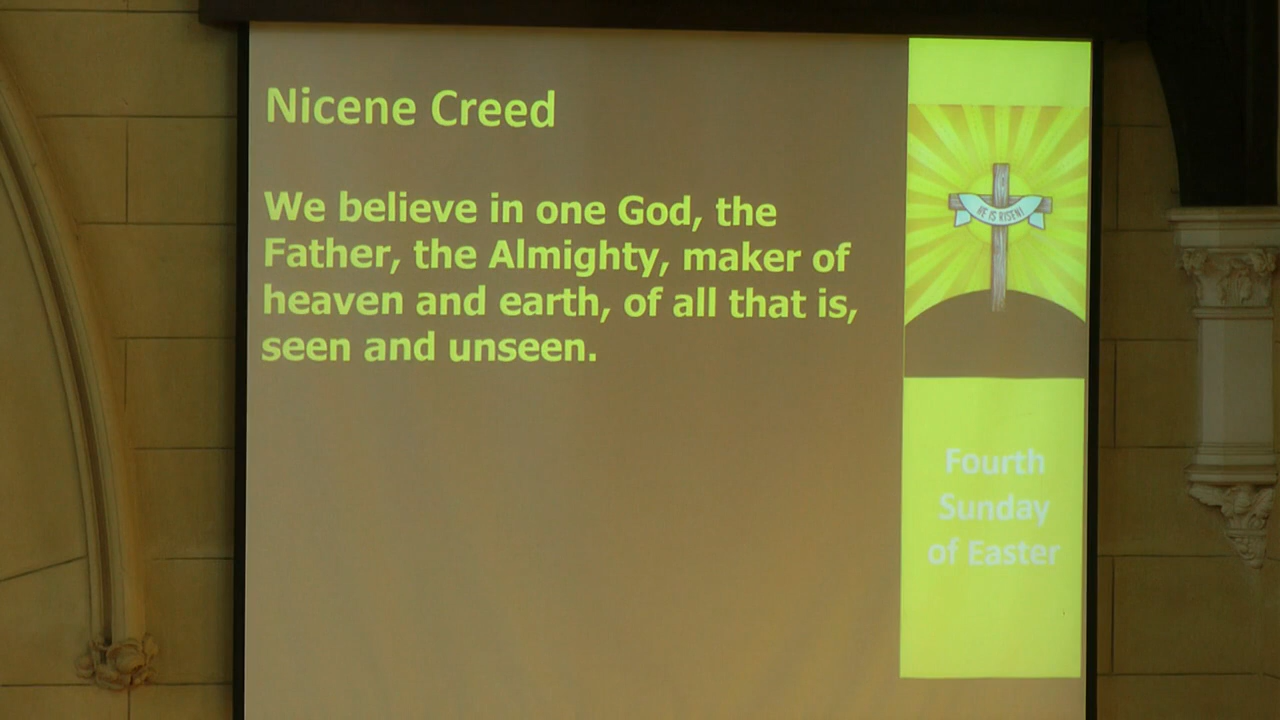 Nicene Creed
We believe in one God, the
Father, the Almighty, maker of
heaven and earth, of all that is,
seen and unseen.
HE IS RISEN!
Fourth
Sunday
of Easter